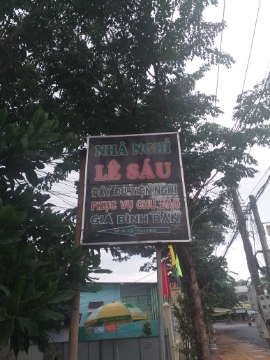 NHÀ NGHỈ
LÊ SÁU
ĐẦY ĐỦ TIỆN NGHI
PHỤC VỤ CHU ĐÁO
GIÁ BÌNH DÂN